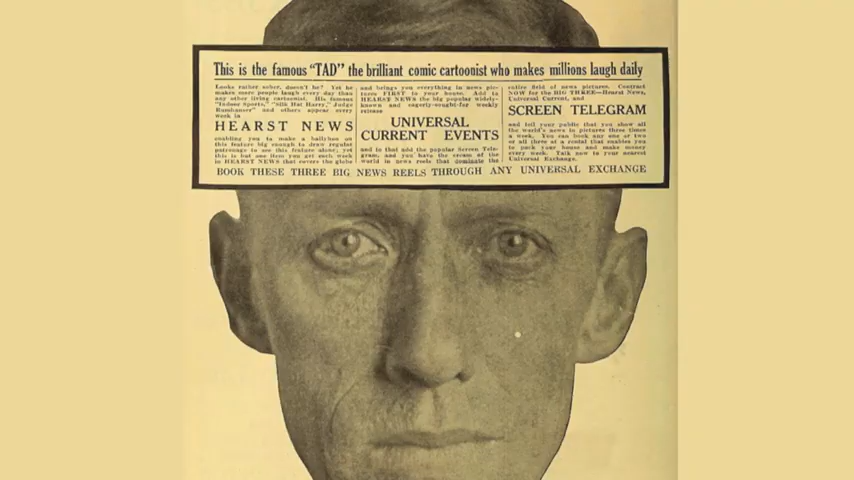 This is the famous "TAD" the brilliant comic cartoonist who makes millions laugh daily
Looks rather sober, doesn't he? Yet he
makes more people laugh every day than
any other living cartoonist. His famous
"Indoor Sports," "Silk Hat Harry," Judge
Rummauser" and others appear every
week in
HEARST NEWS
enabling you to make a ballyhoo on
this feature big enough to draw regular
patronage to see this feature alone; yet
this is but one item you get each week
in HEARST NEWS that covers the globe
and brings you everything in news pic-
tures FIRST to your house. Add to
HEARST NEWS the big popular widely-
known and eagerly-sought-for weekly
release
UNIVERSAL
CURRENT EVENTS
and to that add the popular Screen Tele-
gram, and you have the cream of the
world in news reels that dominate the
entire field of news pictures. Contract
NOW for the BIG THREE—Hearst News,
Universal Current, and
SCREEN TELEGRAM
and tell your public that you show all
the world's news in pictures three times
a week. You can book any one or two
or all three at a rental that enables you
to pack your house and make money
every week. Talk now to your nearest
Universal Exchange.
BOOK THESE THREE BIG NEWS REELS THROUGH ANY UNIVERSAL EXCHANGE